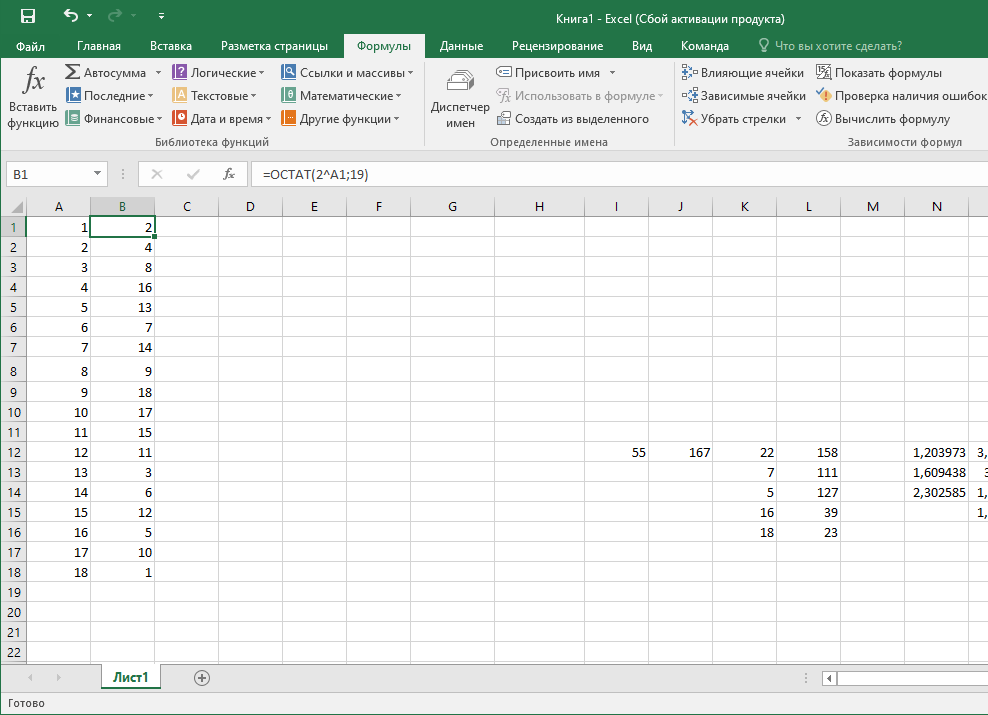 Книга1 - Excel (Сбой активации продукта)
Файл Главная Вставка Разметка страницы Формулы Данные Рецензирование Вид Команда Что вы хотите сделать?
fx Вставить функцию
Σ Автосумма
Последние
Финансовые
Логические
Текстовые
Дата и время
Ссылки и массивы
Математические
Другие функции
Библиотека функций
Диспетчер имен
Присвоить имя
Использовать в формуле
Создать из выделенного
Определенные имена
Влияющие ячейки
Зависимые ячейки
Убрать стрелки
Показать формулы
Проверка наличия ошибок
Вычислить формулу
Зависимости формул
B1 fx =ОСТАТ(2^A1;19)
A B C D E F G H I J K L M N
1 1 2
2 2 4
3 3 8
4 4 16
5 5 13
6 6 7
7 7 14
8 8 9
9 9 18
10 10 17
11 11 15
12 12 11 55 167 22 158 1,203973 3,
13 13 3 7 111 1,609438 3
14 14 6 5 127 2,302585 1,
15 15 12 16 39 1,
16 16 5 18 23
17 17 10
18 18 1
19
20
21
22
Лист1
Готово